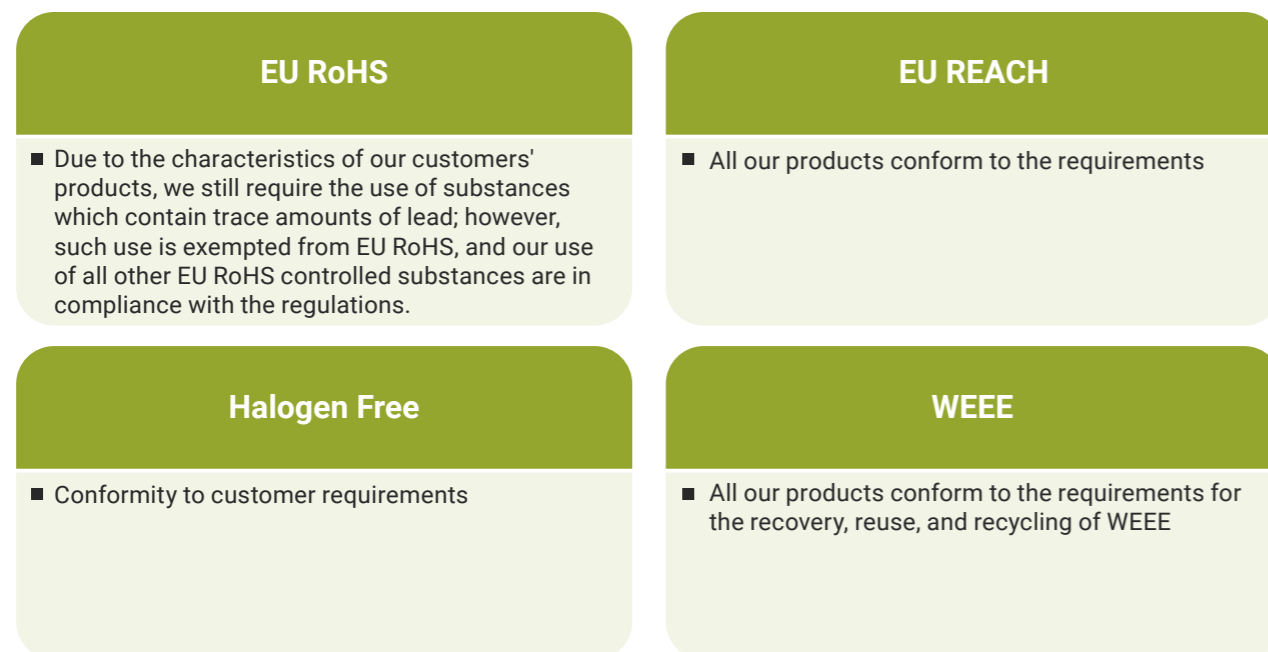 EU RoHS
■ Due to the characteristics of our customers'
products, we still require the use of substances
which contain trace amounts of lead; however,
such use is exempted from EU RoHS, and our use
of all other EU RoHS controlled substances are in
compliance with the regulations.
EU REACH
■ All our products conform to the requirements
Halogen Free
■ Conformity to customer requirements
WEEE
■ All our products conform to the requirements for
the recovery, reuse, and recycling of WEEE